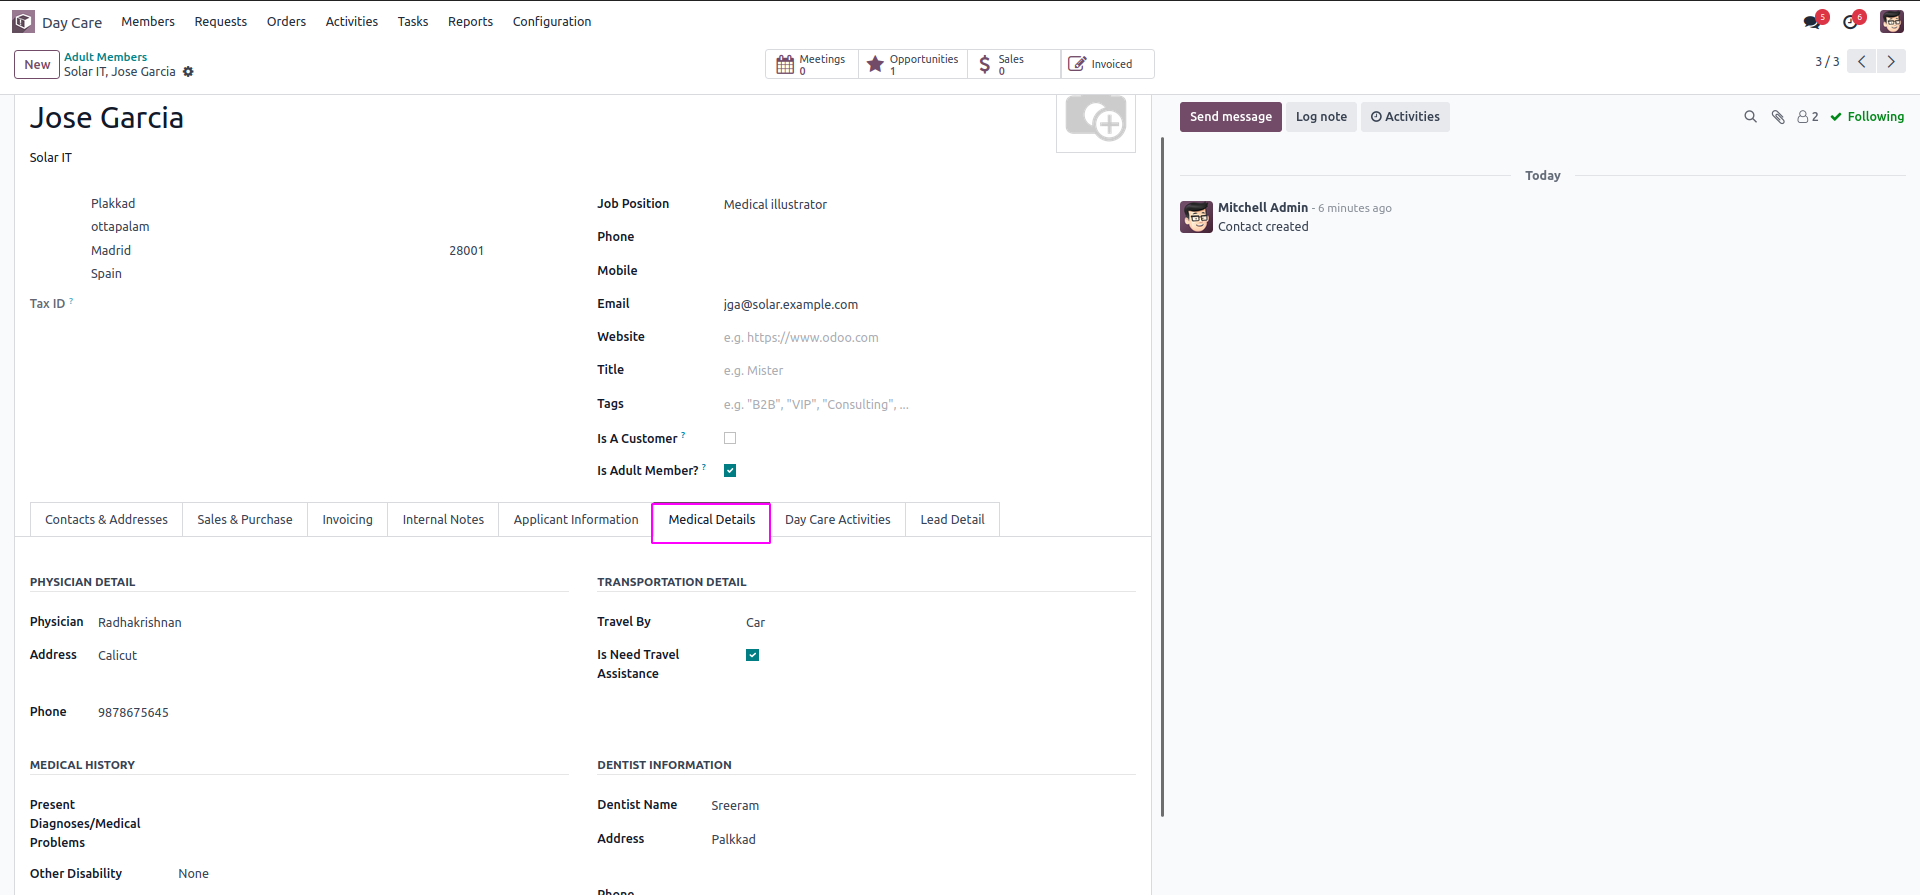 Day Care Members Requests Orders Activities Tasks Reports Configuration 5 6
New Adult Members
Solar IT, Jose Garcia
Meetings 0 Opportunities 1 Sales 0 Invoiced
3 / 3
Jose Garcia
Send message Log note Activities 2 Following
Solar IT
Today
Plakkad
Job Position Medical illustrator
Mitchell Admin - 6 minutes ago
Contact created
ottapalam
Phone
Madrid 28001
Mobile
Spain
Tax ID ?
Email jga@solar.example.com
Website e.g. https://www.odoo.com
Title e.g. Mister
Tags e.g. "B2B", "VIP", "Consulting", ...
Is A Customer ?
Is Adult Member? ?
Contacts & Addresses Sales & Purchase Invoicing Internal Notes Applicant Information Medical Details Day Care Activities Lead Detail
PHYSICIAN DETAIL
Physician Radhakrishnan
Address Calicut
Phone 9878675645
TRANSPORTATION DETAIL
Travel By Car
Is Need Travel
Assistance
MEDICAL HISTORY
Present
Diagnoses/Medical
Problems
Other Disability None
DENTIST INFORMATION
Dentist Name Sreeram
Address Palkkad
Phone